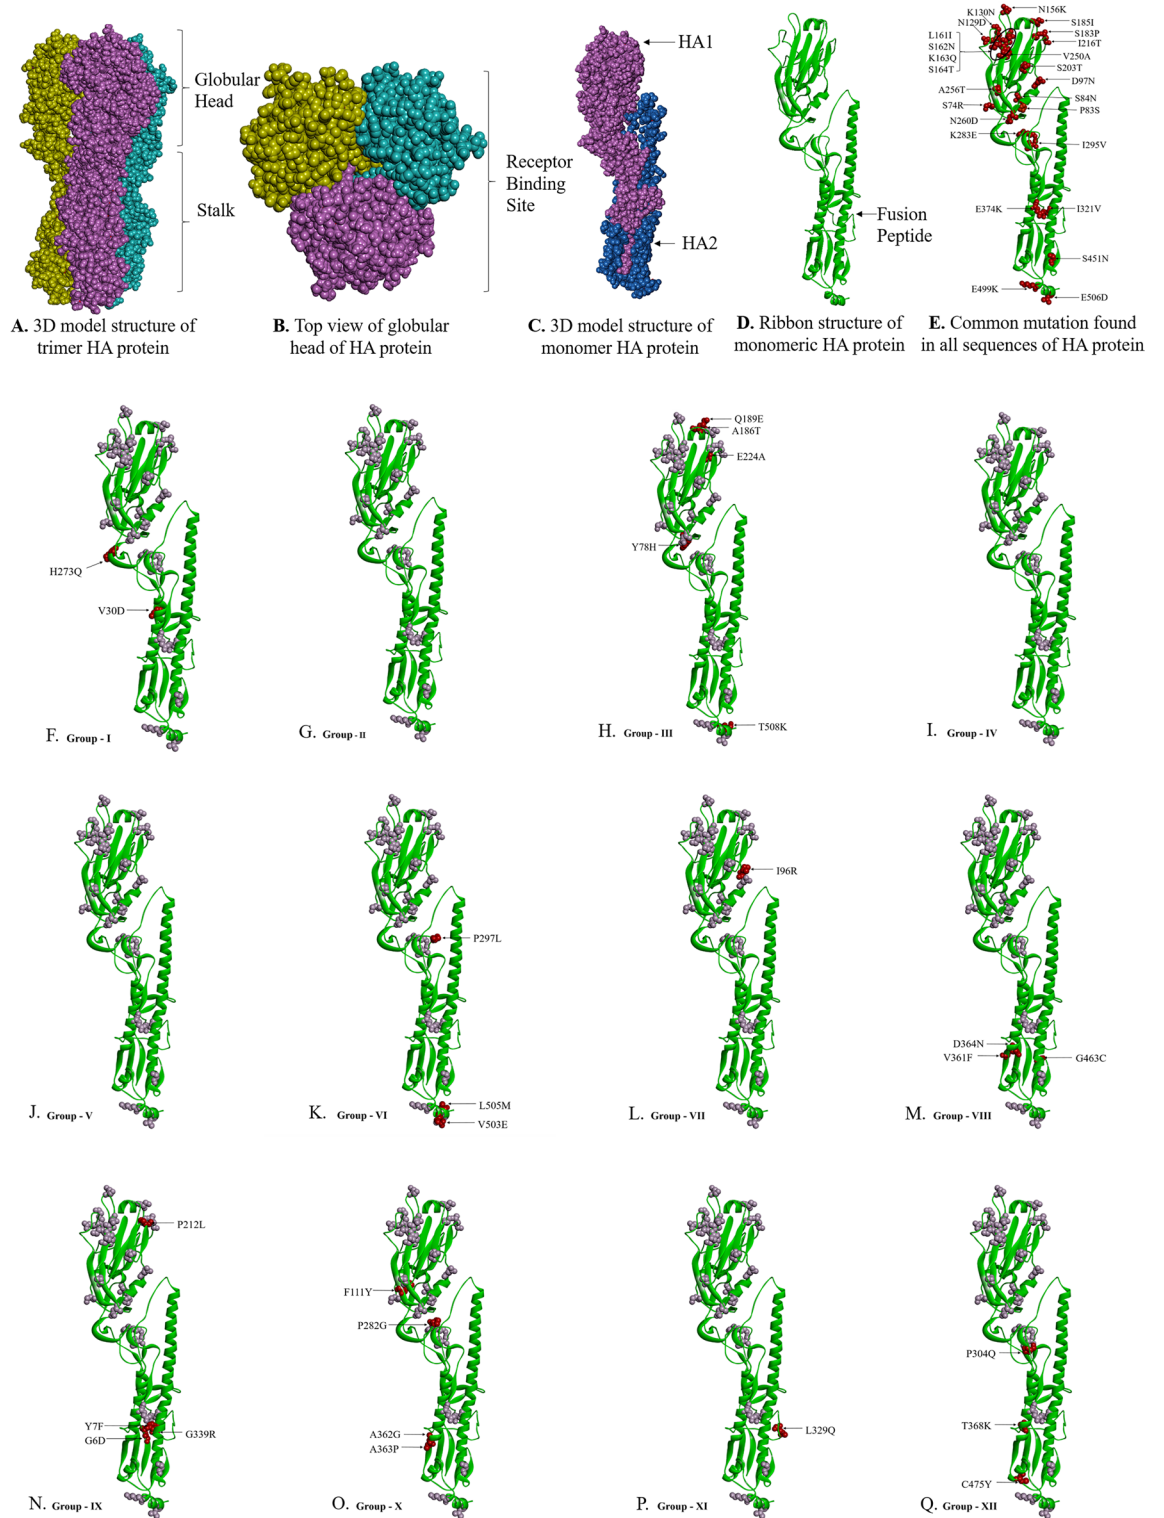 Globular
Head
Stalk
A. 3D model structure of
trimer HA protein
Receptor
Binding
Site
B. Top view of globular
head of HA protein
HA1
HA2
C. 3D model structure of
monomer HA protein
Fusion
Peptide
D. Ribbon structure of
monomeric HA protein
N156K
K130N
N129D
S185I
L161I
S162N
K163Q
S164T
S183P
I216T
V250A
S203T
D97N
A256T
S84N
S74R
P83S
N260D
K283E
I295V
E374K
I321V
S451N
E499K
E506D
E. Common mutation found
in all sequences of HA protein
H273Q
V30D
F. Group - I
G. Group - II
Q189E
A186T
E224A
Y78H
T508K
H. Group - III
I. Group - IV
J. Group - V
P297L
L505M
V503E
K. Group - VI
I96R
L. Group - VII
D364N
V361F
G463C
M. Group - VIII
P212L
Y7F
G6D
G339R
N. Group - IX
F111Y
P282G
A362G
A363P
O. Group - X
L329Q
P. Group - XI
P304Q
T368K
C475Y
Q. Group - XII